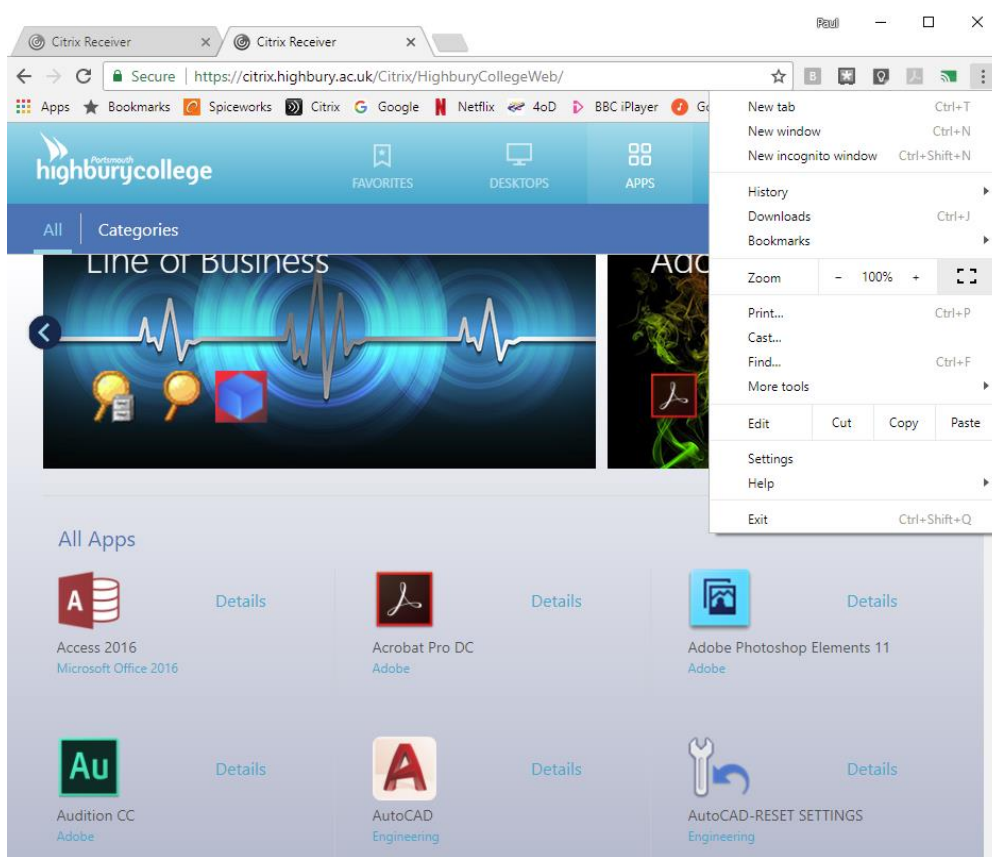 Paul
Citrix Receiver
Citrix Receiver
Secure
https://citrix.highbury.ac.uk/Citrix/HighburyCollegeWeb/
Apps Bookmarks Spiceworks Citrix Google Netflix 4oD BBC iPlayer
Portsmouth
highburycollege
FAVORITES
DESKTOPS
APPS
All
Categories
Line of Business
New tab Ctrl+T
New window Ctrl+N
New incognito window Ctrl+Shift+N
History
Downloads Ctrl+J
Bookmarks
Zoom - 100% +
Print... Ctrl+P
Cast...
Find... Ctrl+F
More tools
Edit Cut Copy Paste
Settings
Help
Exit Ctrl+Shift+Q
All Apps
A Details
Details
Details
Access 2016
Microsoft Office 2016
Acrobat Pro DC
Adobe
Adobe Photoshop Elements 11
Adobe
Au Details
A Details
Details
Audition CC
Adobe
AutoCAD
Engineering
AutoCAD-RESET SETTINGS
Engineering